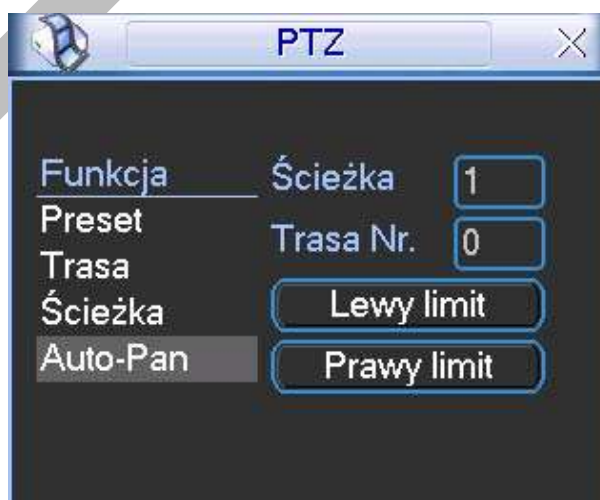 PTZ
Funkcja
Preset
Trasa
Ścieżka
Auto-Pan
Ścieżka 1
Trasa Nr. 0
Lewy limit
Prawy limit